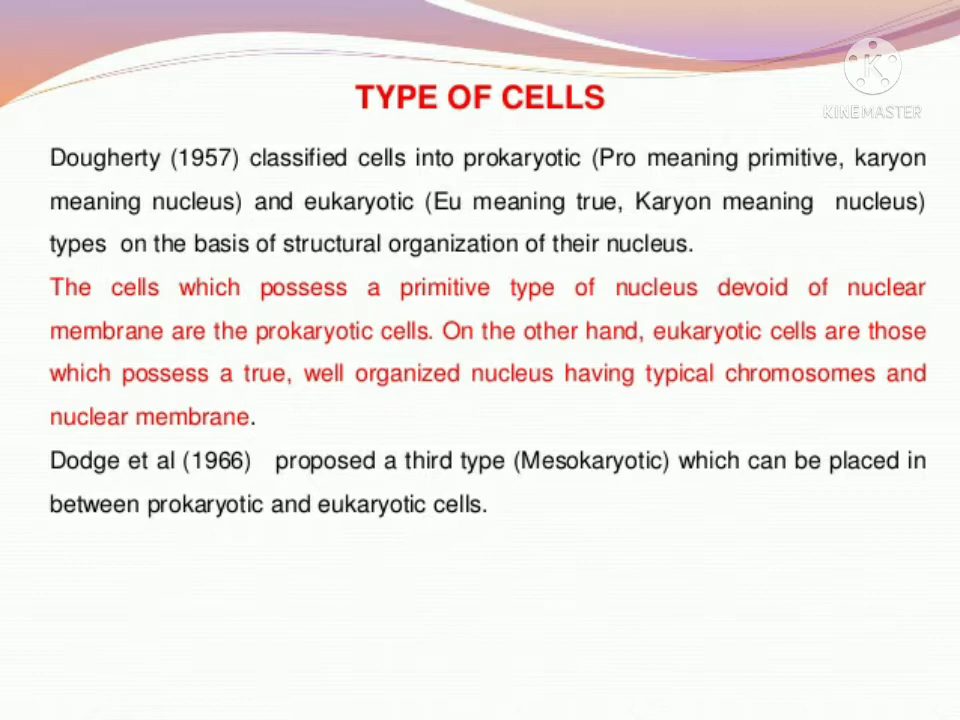 TYPE OF CELLS
K
KINEMASTER
Dougherty (1957) classified cells into prokaryotic (Pro meaning primitive, karyon
meaning nucleus) and eukaryotic (Eu meaning true, Karyon meaning nucleus)
types on the basis of structural organization of their nucleus.
The cells which possess a primitive type of nucleus devoid of nuclear
membrane are the prokaryotic cells. On the other hand, eukaryotic cells are those
which possess a true, well organized nucleus having typical chromosomes and
nuclear membrane.
Dodge et al (1966) proposed a third type (Mesokaryotic) which can be placed in
between prokaryotic and eukaryotic cells.